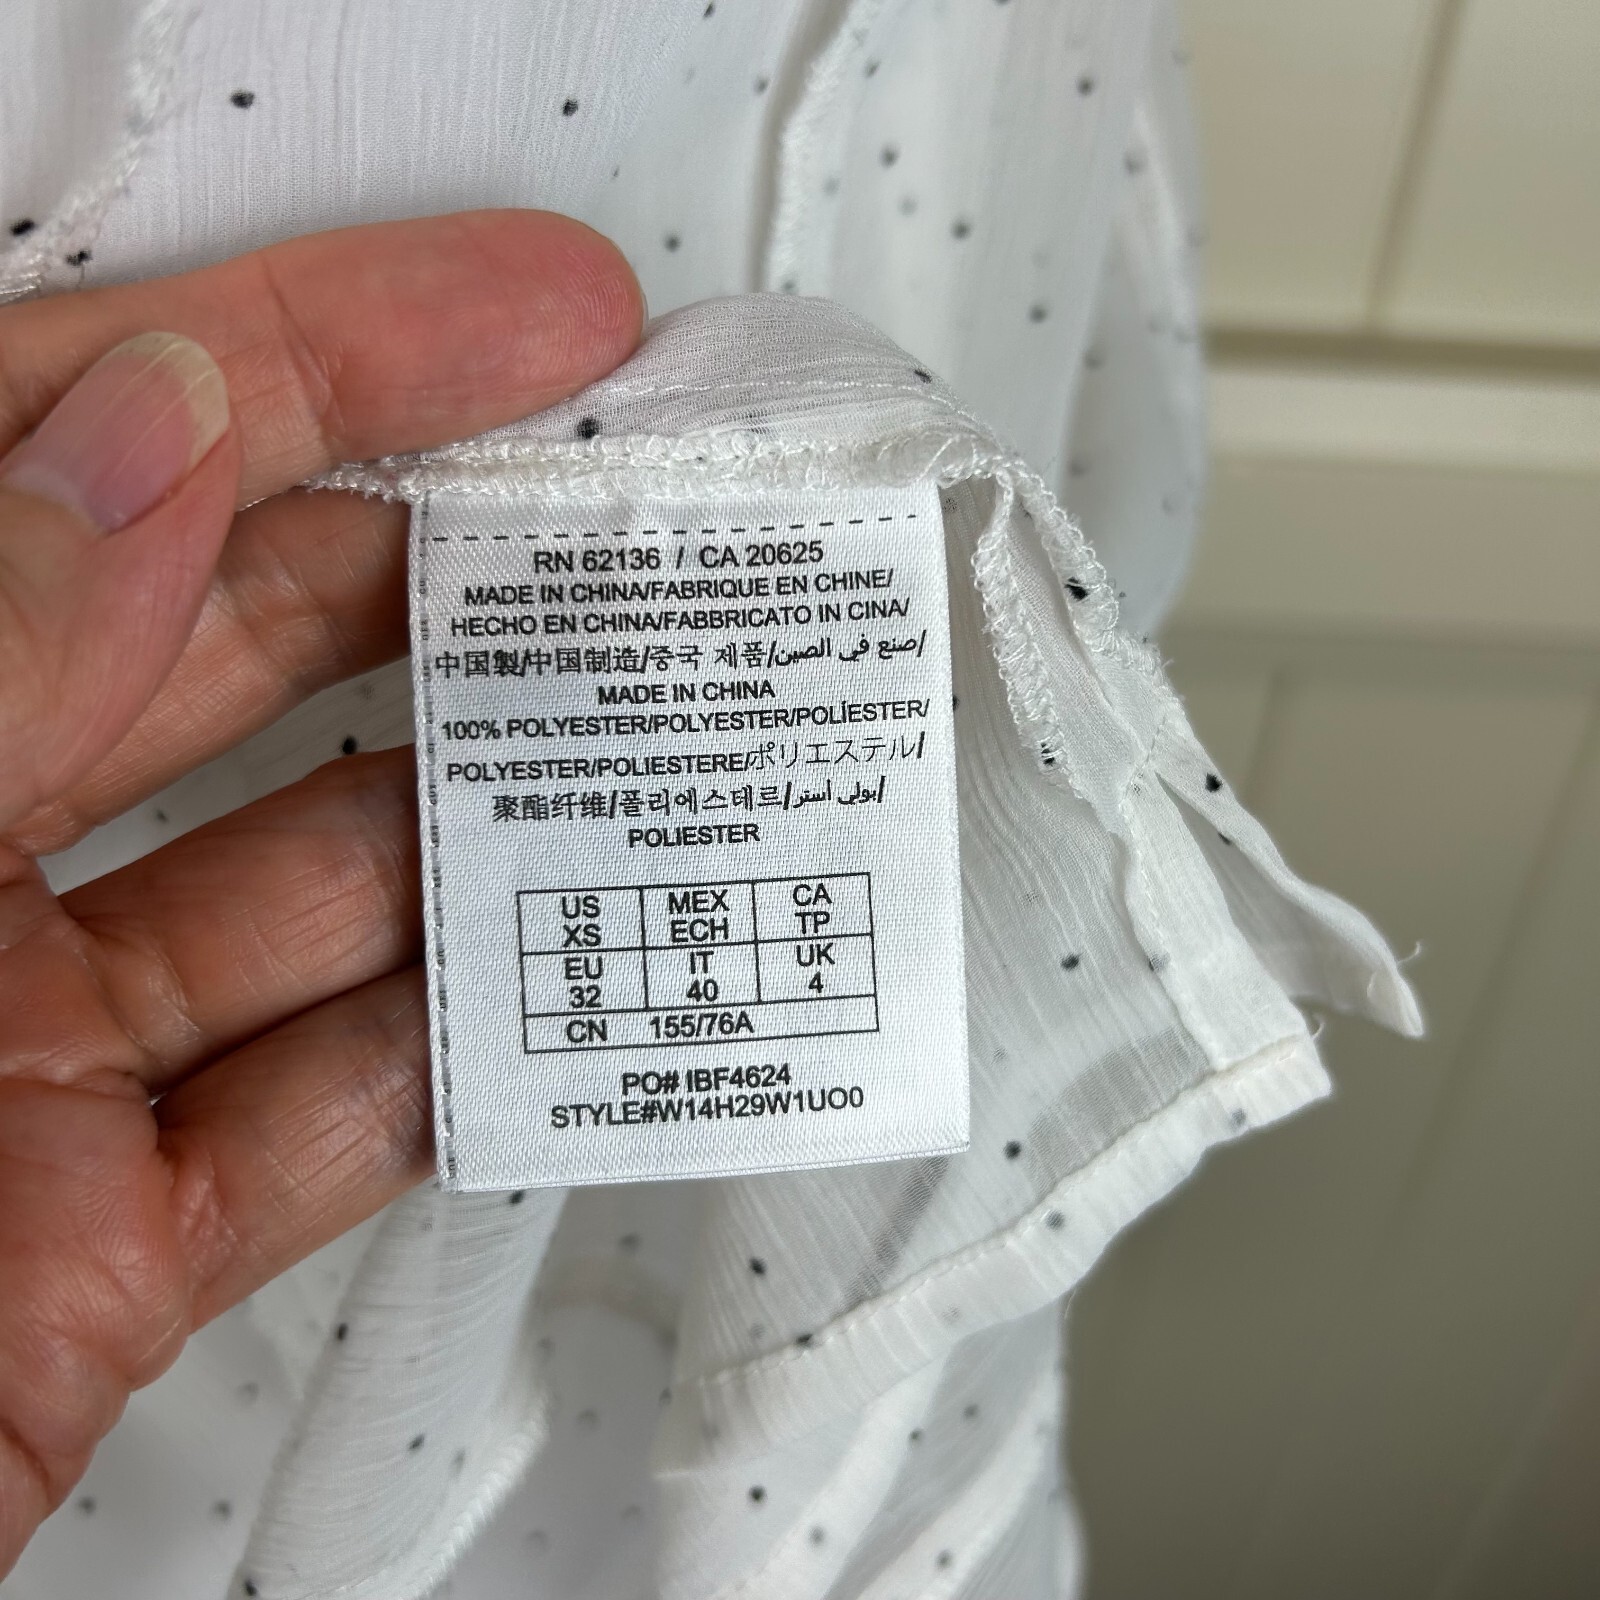 RN 62136 / CA 20625
MADE IN CHINA/FABRIQUE EN CHINE/
HECHO EN CHINA/FABBRICATO IN CINA/
中国製/中国制造/중국 제품/صنع في الصين/
MADE IN CHINA
100% POLYESTER/POLYESTER/POLİESTER/
POLYESTER/POLIESTERE/ポリエステル/
聚酯纤维/폴리에스테르/بولي أستر/
POLIESTER
US MEX CA
XS ECH TP
EU IT UK
32 40 4
CN 155/76A
PO# IBF4624
STYLE#W14H29W1UO0